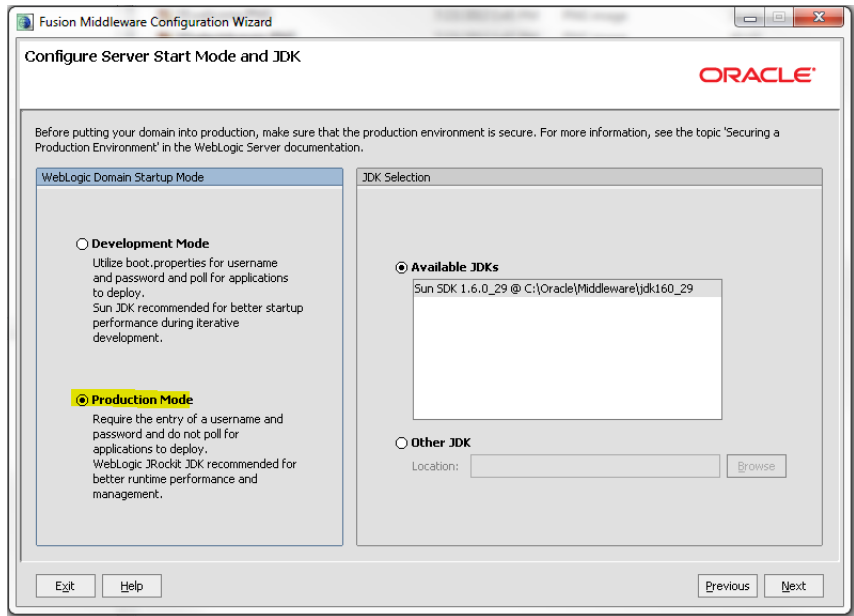 Fusion Middleware Configuration Wizard
Configure Server Start Mode and JDK
ORACLE
Before putting your domain into production, make sure that the production environment is secure. For more information, see the topic 'Securing a
Production Environment' in the WebLogic Server documentation.
WebLogic Domain Startup Mode
Development Mode
Utilize boot.properties for username
and password and poll for applications
to deploy.
Sun JDK recommended for better startup
performance during iterative
development.
Production Mode
Require the entry of a username and
password and do not poll for
applications to deploy.
WebLogic JRockit JDK recommended for
better runtime performance and
management.
JDK Selection
Available JDKs
Sun SDK 1.6.0_29 @ C:\Oracle\Middleware\jdk160_29
Other JDK
Location:
Browse
Exit
Help
Previous
Next